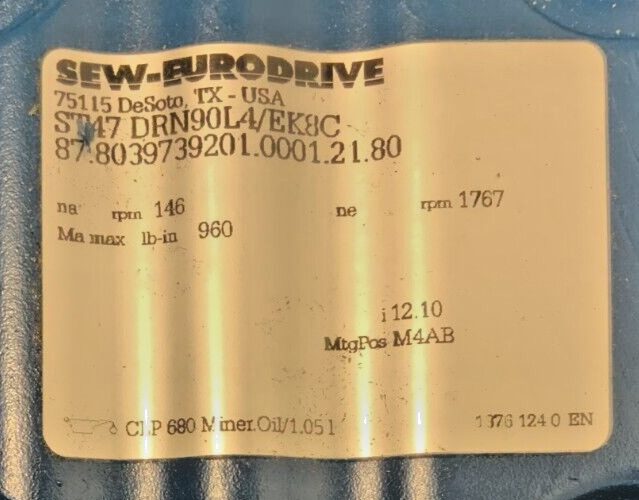 SEW-EURODRIVE
75115 DeSoto, TX - USA
ST47 DRN90L4/EK8C
87.8039739201.0001.21.80
na rpm 146 ne rpm 1767
Ma max lb-in 960
i 12.10
MtgPos M4AB
CLP 680 Miner.Oil/1.05 l
1876 124 0 EN